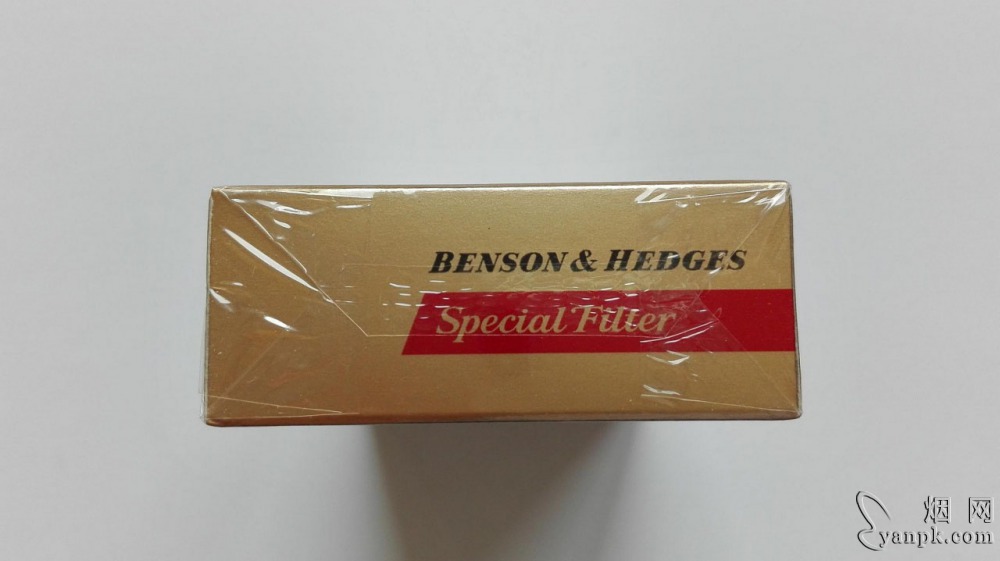 BENSON & HEDGES
Special Filter
烟网
yanpk.com